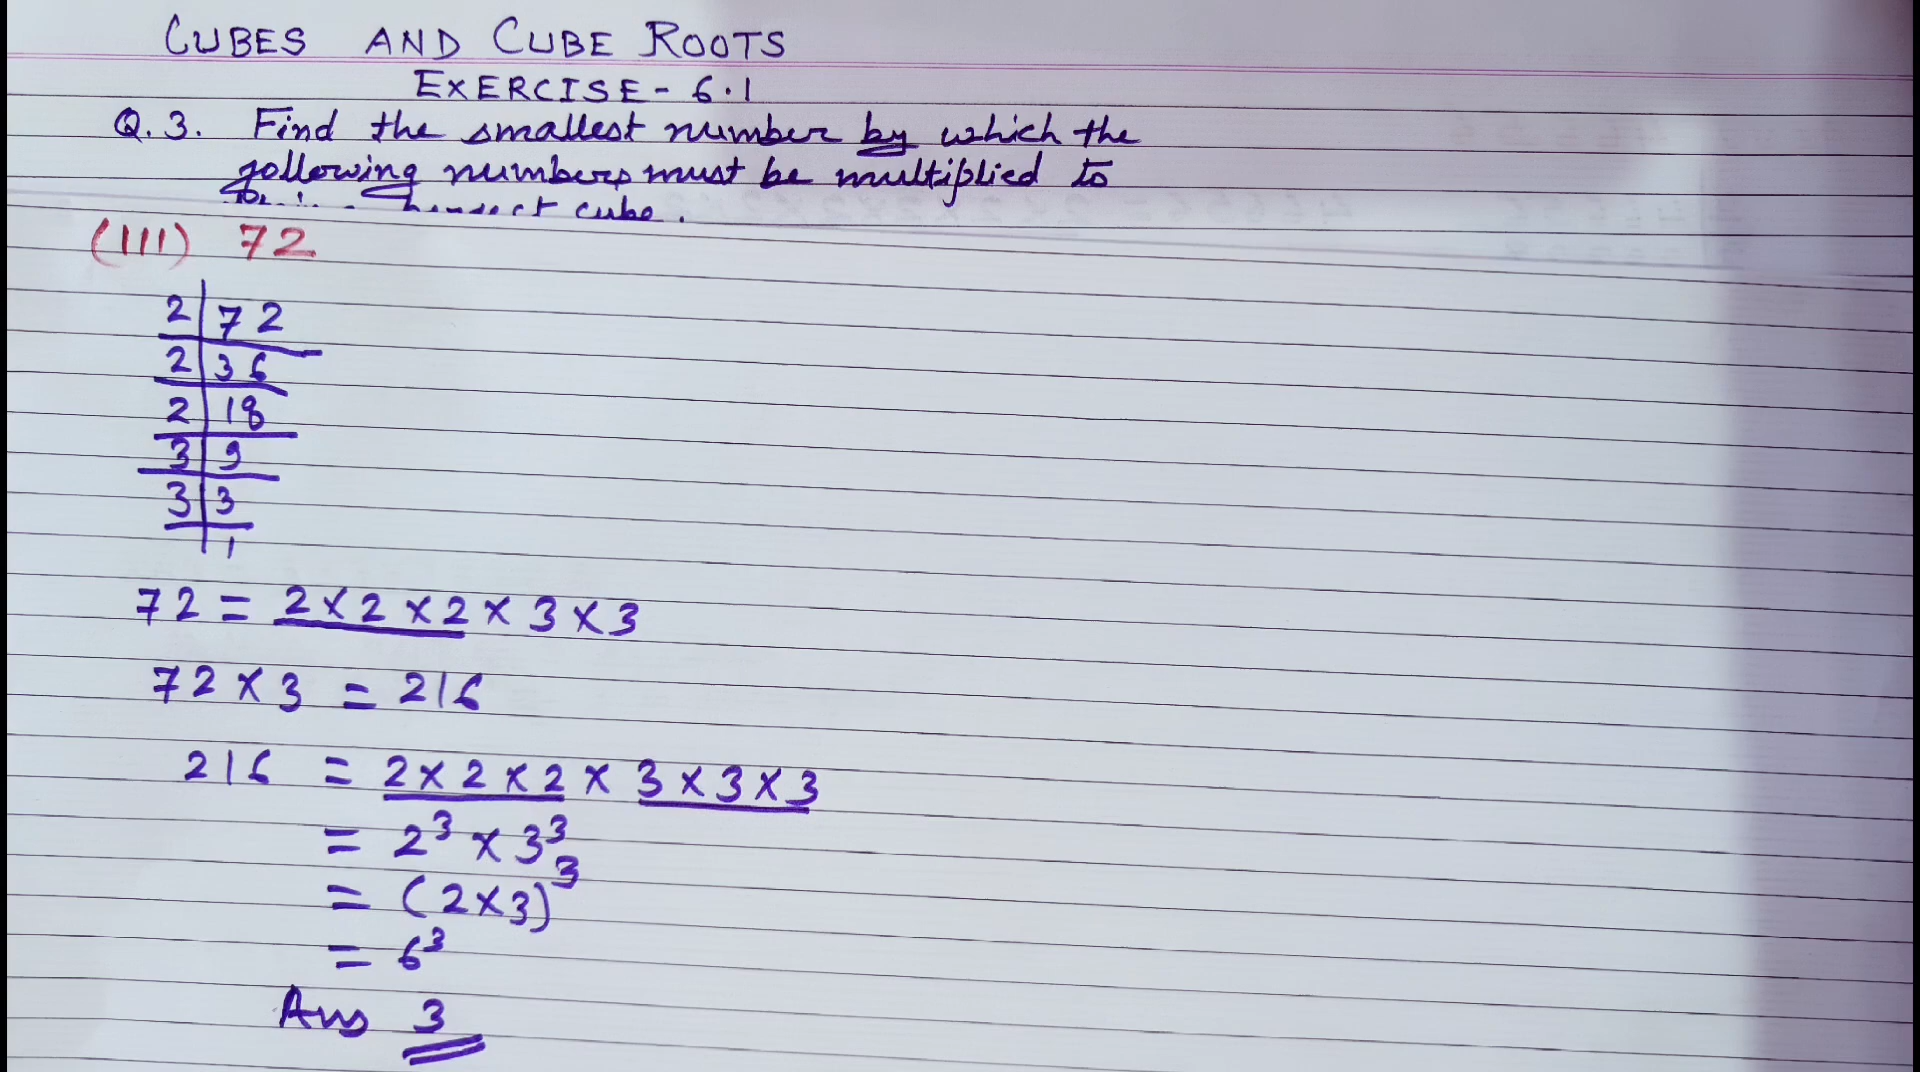 CUBES AND CUBE ROOTS
EXERCISE- 6.1
Q. 3. Find the smallest number by which the
following numbers must be multiplied to
cube.
(III) 72
2|72
2|36
2|18
3|9
3|3
1
72 = 2×2×2×3×3
72×3 = 216
216 = 2×2×2×3×3×3
= 2³×3³
= (2×3)³
= 6³
Ans 3